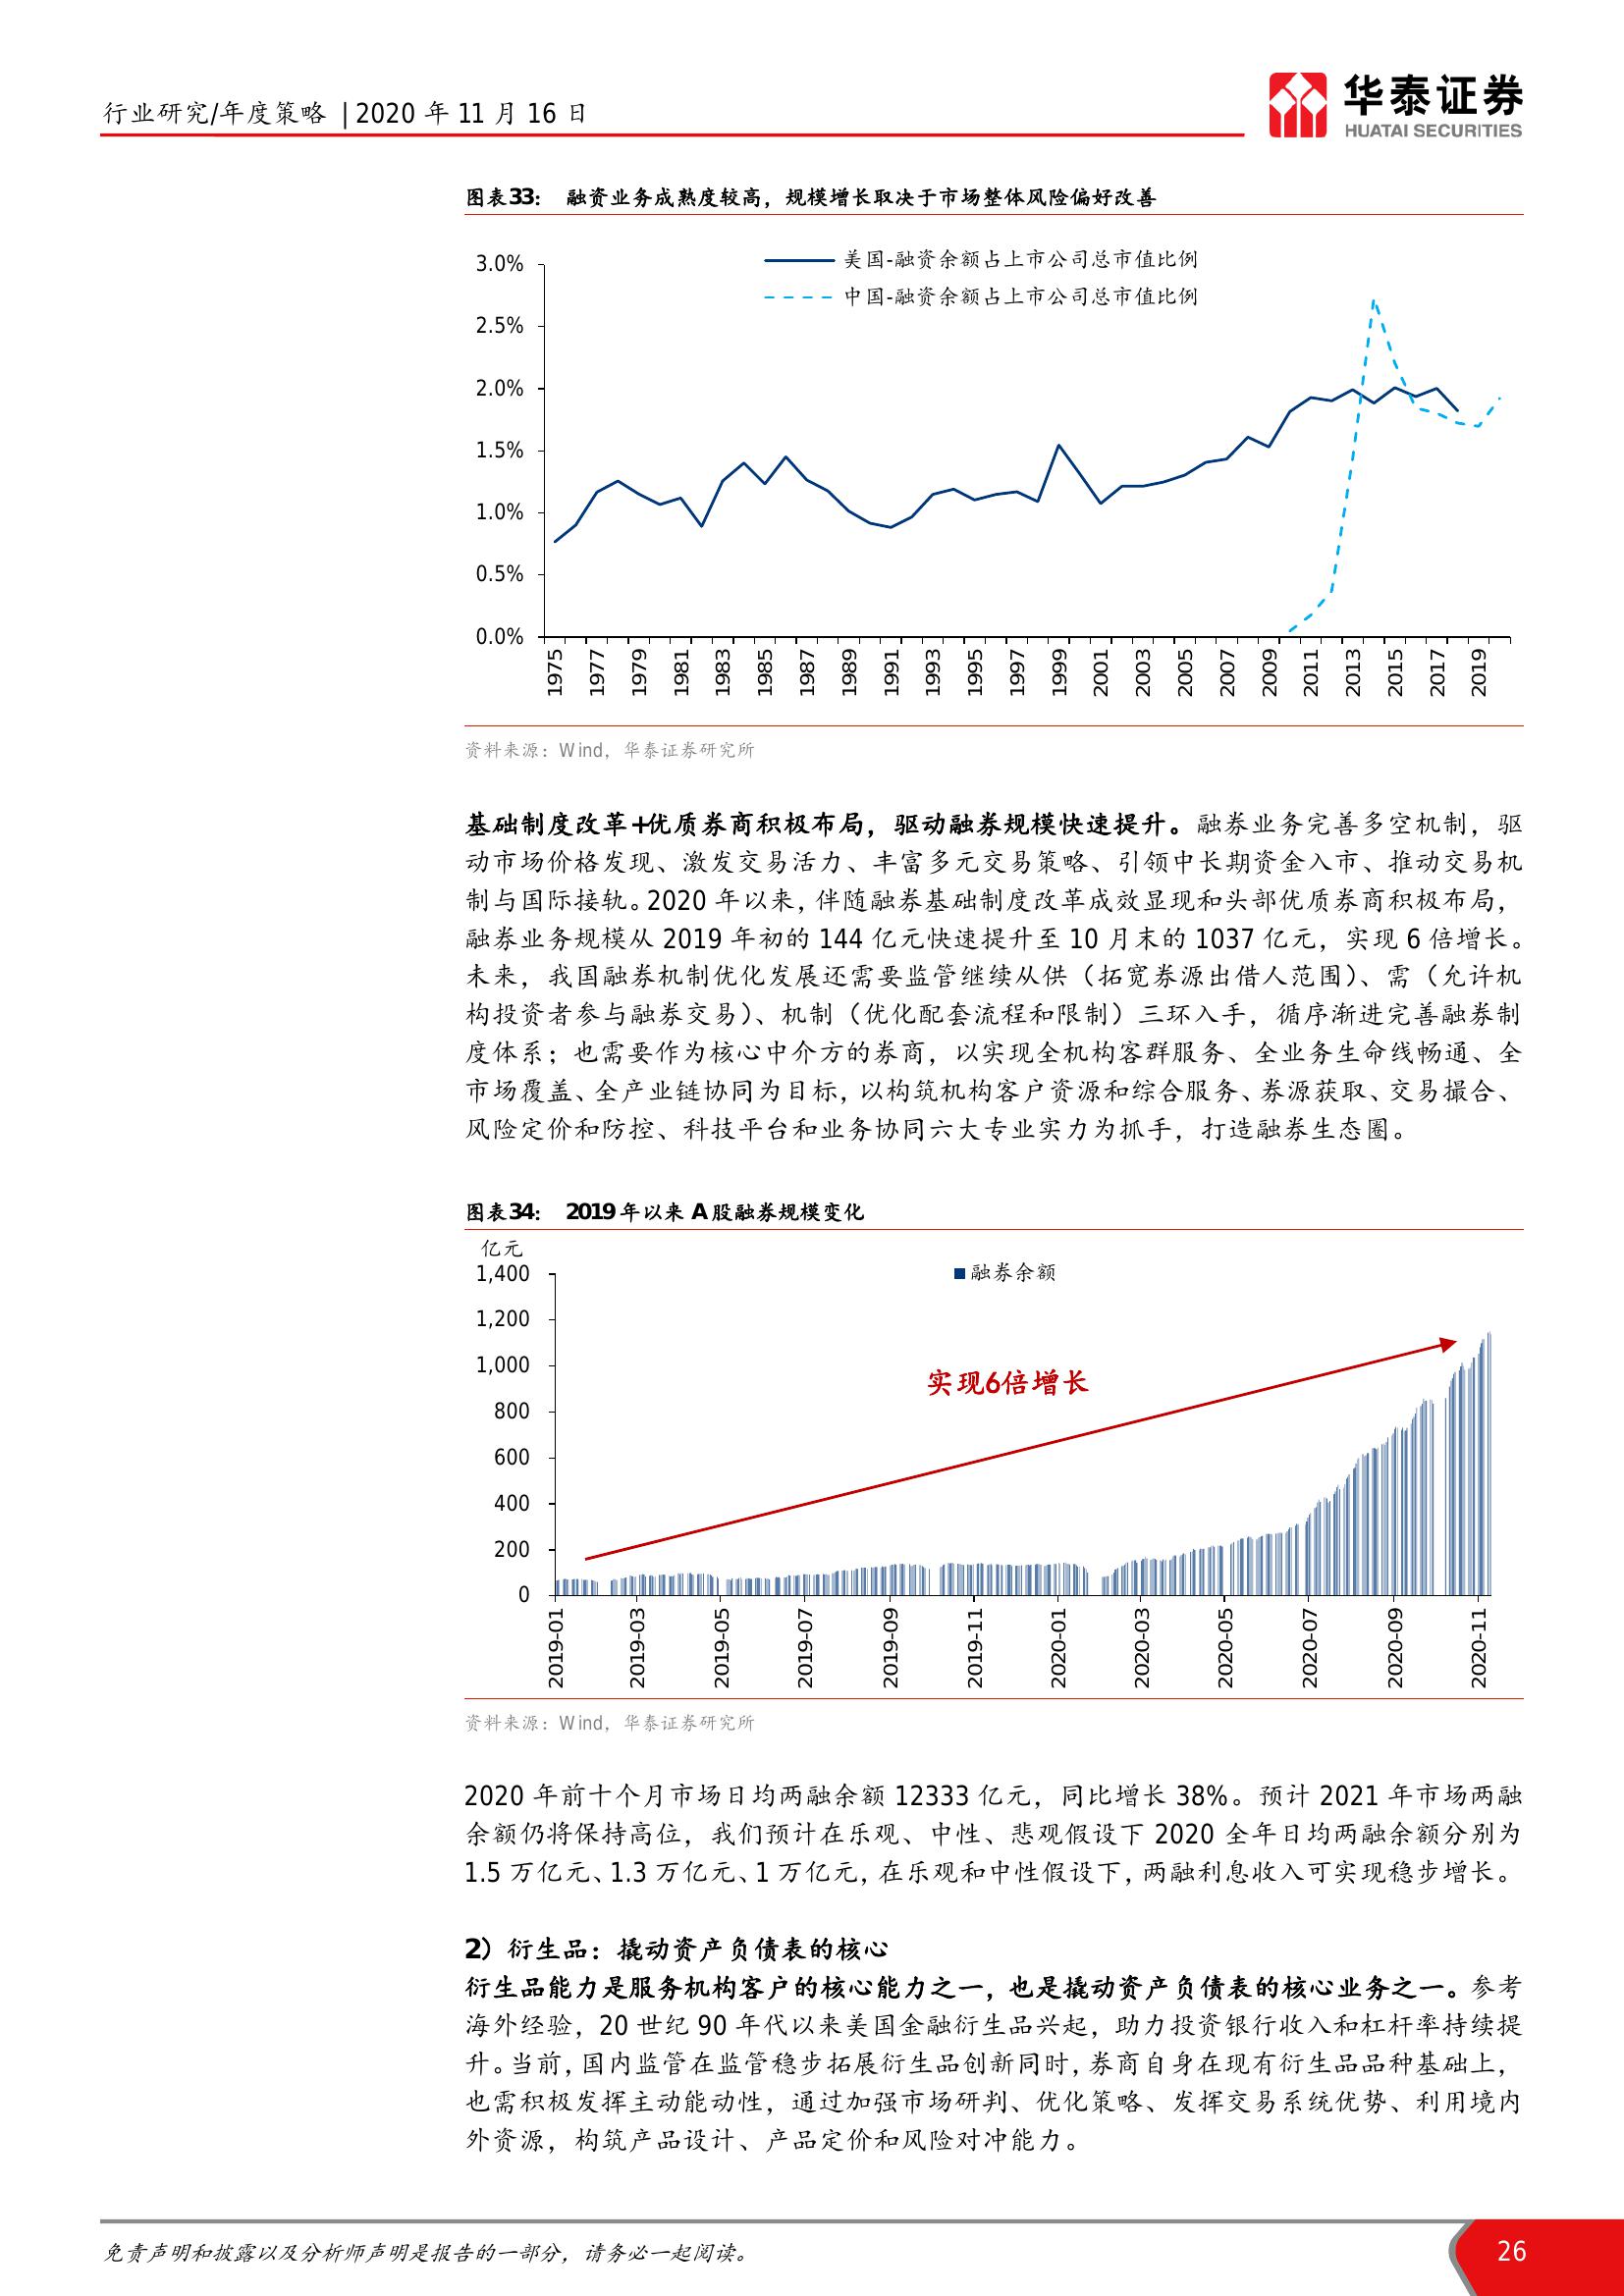 行业研究/年度策略 | 2020 年 11 月 16 日
华泰证券
HUATAI SECURITIES
图表33： 融资业务成熟度较高，规模增长取决于市场整体风险偏好改善
美国-融资余额占上市公司总市值比例
中国-融资余额占上市公司总市值比例
3.0%
2.5%
2.0%
1.5%
1.0%
0.5%
0.0%
1975 1977 1979 1981 1983 1985 1987 1989 1991 1993 1995 1997 1999 2001 2003 2005 2007 2009 2011 2013 2015 2017 2019
资料来源：Wind，华泰证券研究所
基础制度改革+优质券商积极布局，驱动融券规模快速提升。融券业务完善多空机制，驱
动市场价格发现、激发交易活力、丰富多元交易策略、引领中长期资金入市、推动交易机
制与国际接轨。2020 年以来，伴随融券基础制度改革成效显现和头部优质券商积极布局，
融券业务规模从 2019 年初的 144 亿元快速提升至 10 月末的 1037 亿元，实现 6 倍增长。
未来，我国融券机制优化发展还需要监管继续从供（拓宽券源出借人范围）、需（允许机
构投资者参与融券交易）、机制（优化配套流程和限制）三环入手，循序渐进完善融券制
度体系；也需要作为核心中介方的券商，以实现全机构客群服务、全业务生命线畅通、全
市场覆盖、全产业链协同为目标，以构筑机构客户资源和综合服务、券源获取、交易撮合、
风险定价和防控、科技平台和业务协同六大专业实力为抓手，打造融券生态圈。
图表34： 2019 年以来 A 股融券规模变化
亿元
融券余额
1,400
1,200
1,000
800
600
400
200
0
实现6倍增长
2019-01 2019-03 2019-05 2019-07 2019-09 2019-11 2020-01 2020-03 2020-05 2020-07 2020-09 2020-11
资料来源：Wind，华泰证券研究所
2020 年前十个月市场日均两融余额 12333 亿元，同比增长 38%。预计 2021 年市场两融
余额仍将保持高位，我们预计在乐观、中性、悲观假设下 2020 全年日均两融余额分别为
1.5 万亿元、1.3 万亿元、1 万亿元，在乐观和中性假设下，两融利息收入可实现稳步增长。
2）衍生品：撬动资产负债表的核心
衍生品能力是服务机构客户的核心能力之一，也是撬动资产负债表的核心业务之一。参考
海外经验，20 世纪 90 年代以来美国金融衍生品兴起，助力投资银行收入和杠杆率持续提
升。当前，国内监管在监管稳步拓展衍生品创新同时，券商自身在现有衍生品品种基础上，
也需积极发挥主动能动性，通过加强市场研判、优化策略、发挥交易系统优势、利用境内
外资源，构筑产品设计、产品定价和风险对冲能力。
免责声明和披露以及分析师声明是报告的一部分，请务必一起阅读。
26